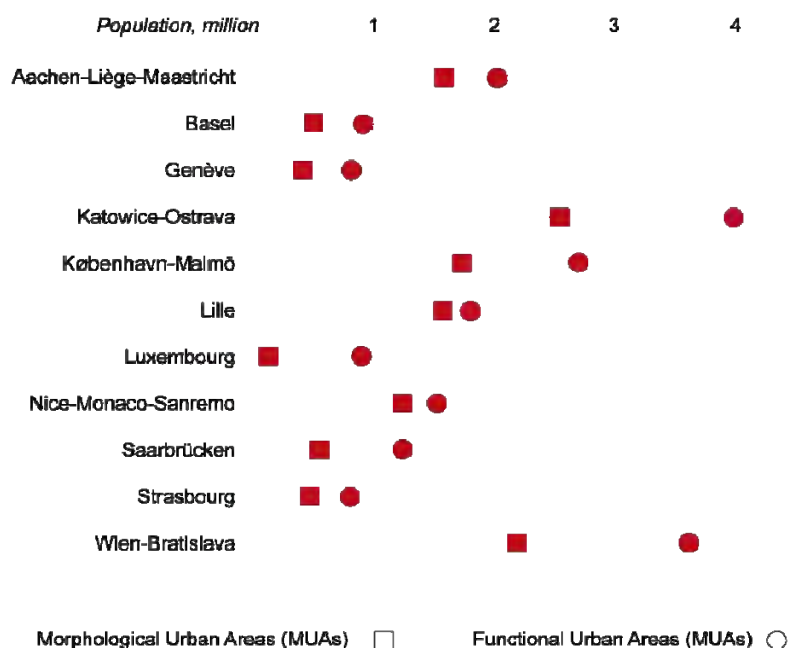 Population, million 1 2 3 4
Aachen-Liège-Maastricht
Basel
Genève
Katowice-Ostrava
København-Malmö
Lille
Luxembourg
Nice-Monaco-Sanremo
Saarbrücken
Strasbourg
Wien-Bratislava
Morphological Urban Areas (MUAs) Functional Urban Areas (MUAs)